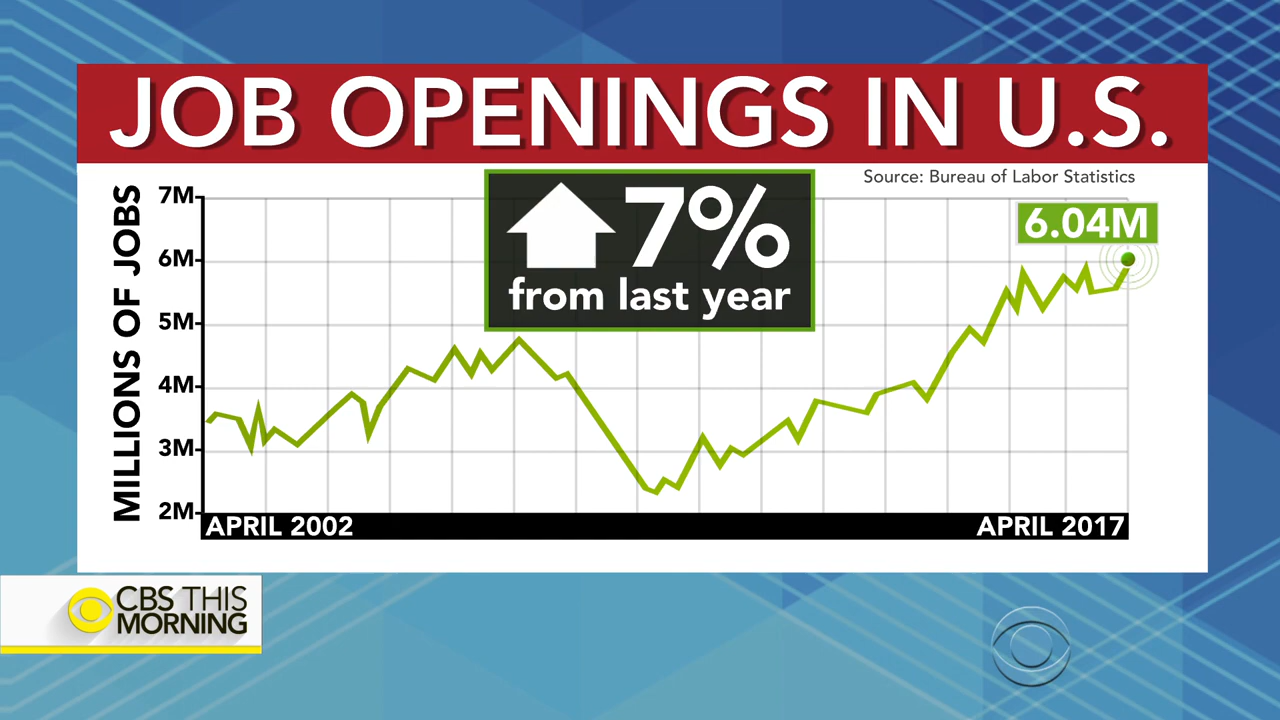 JOB OPENINGS IN U.S.
Source: Bureau of Labor Statistics
7%
from last year
6.04M
MILLIONS OF JOBS
7M
6M
5M
4M
3M
2M
APRIL 2002
APRIL 2017
CBS THIS
MORNING